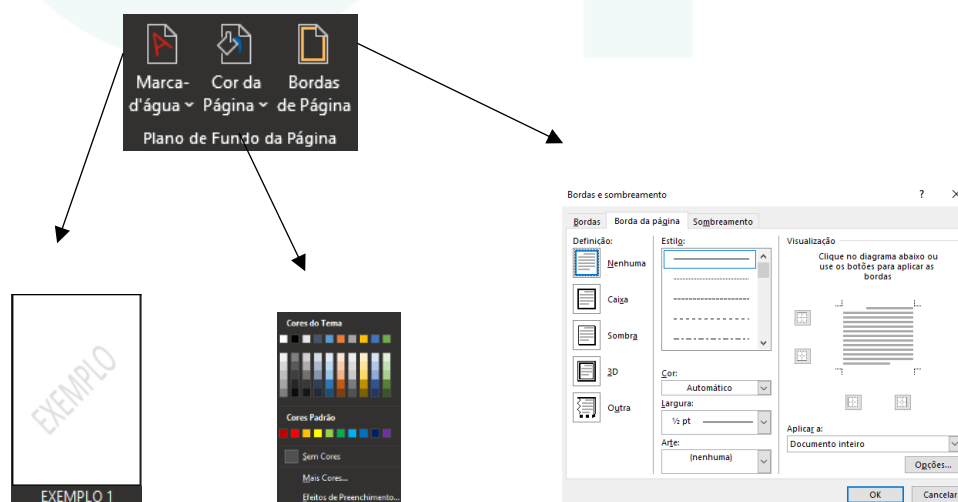 Marca-
d'água
Cor da
Página
Bordas
de Página
Plano de Fundo da Página
EXEMPLO
EXEMPLO 1
Cores do Tema
Cores Padrão
Sem Cores
Mais Cores...
Efeitos de Preenchimento...
Bordas e sombreamento
?
Bordas
Borda da página
Sombreamento
Definição:
Nenhuma
Caixa
Sombra
3D
Outra
Estilo:
Cor:
Automático
Largura:
½ pt
Arte:
(nenhuma)
Visualização
Clique no diagrama abaixo ou
use os botões para aplicar as
bordas
Aplicar a:
Documento inteiro
Opções...
OK
Cancelar